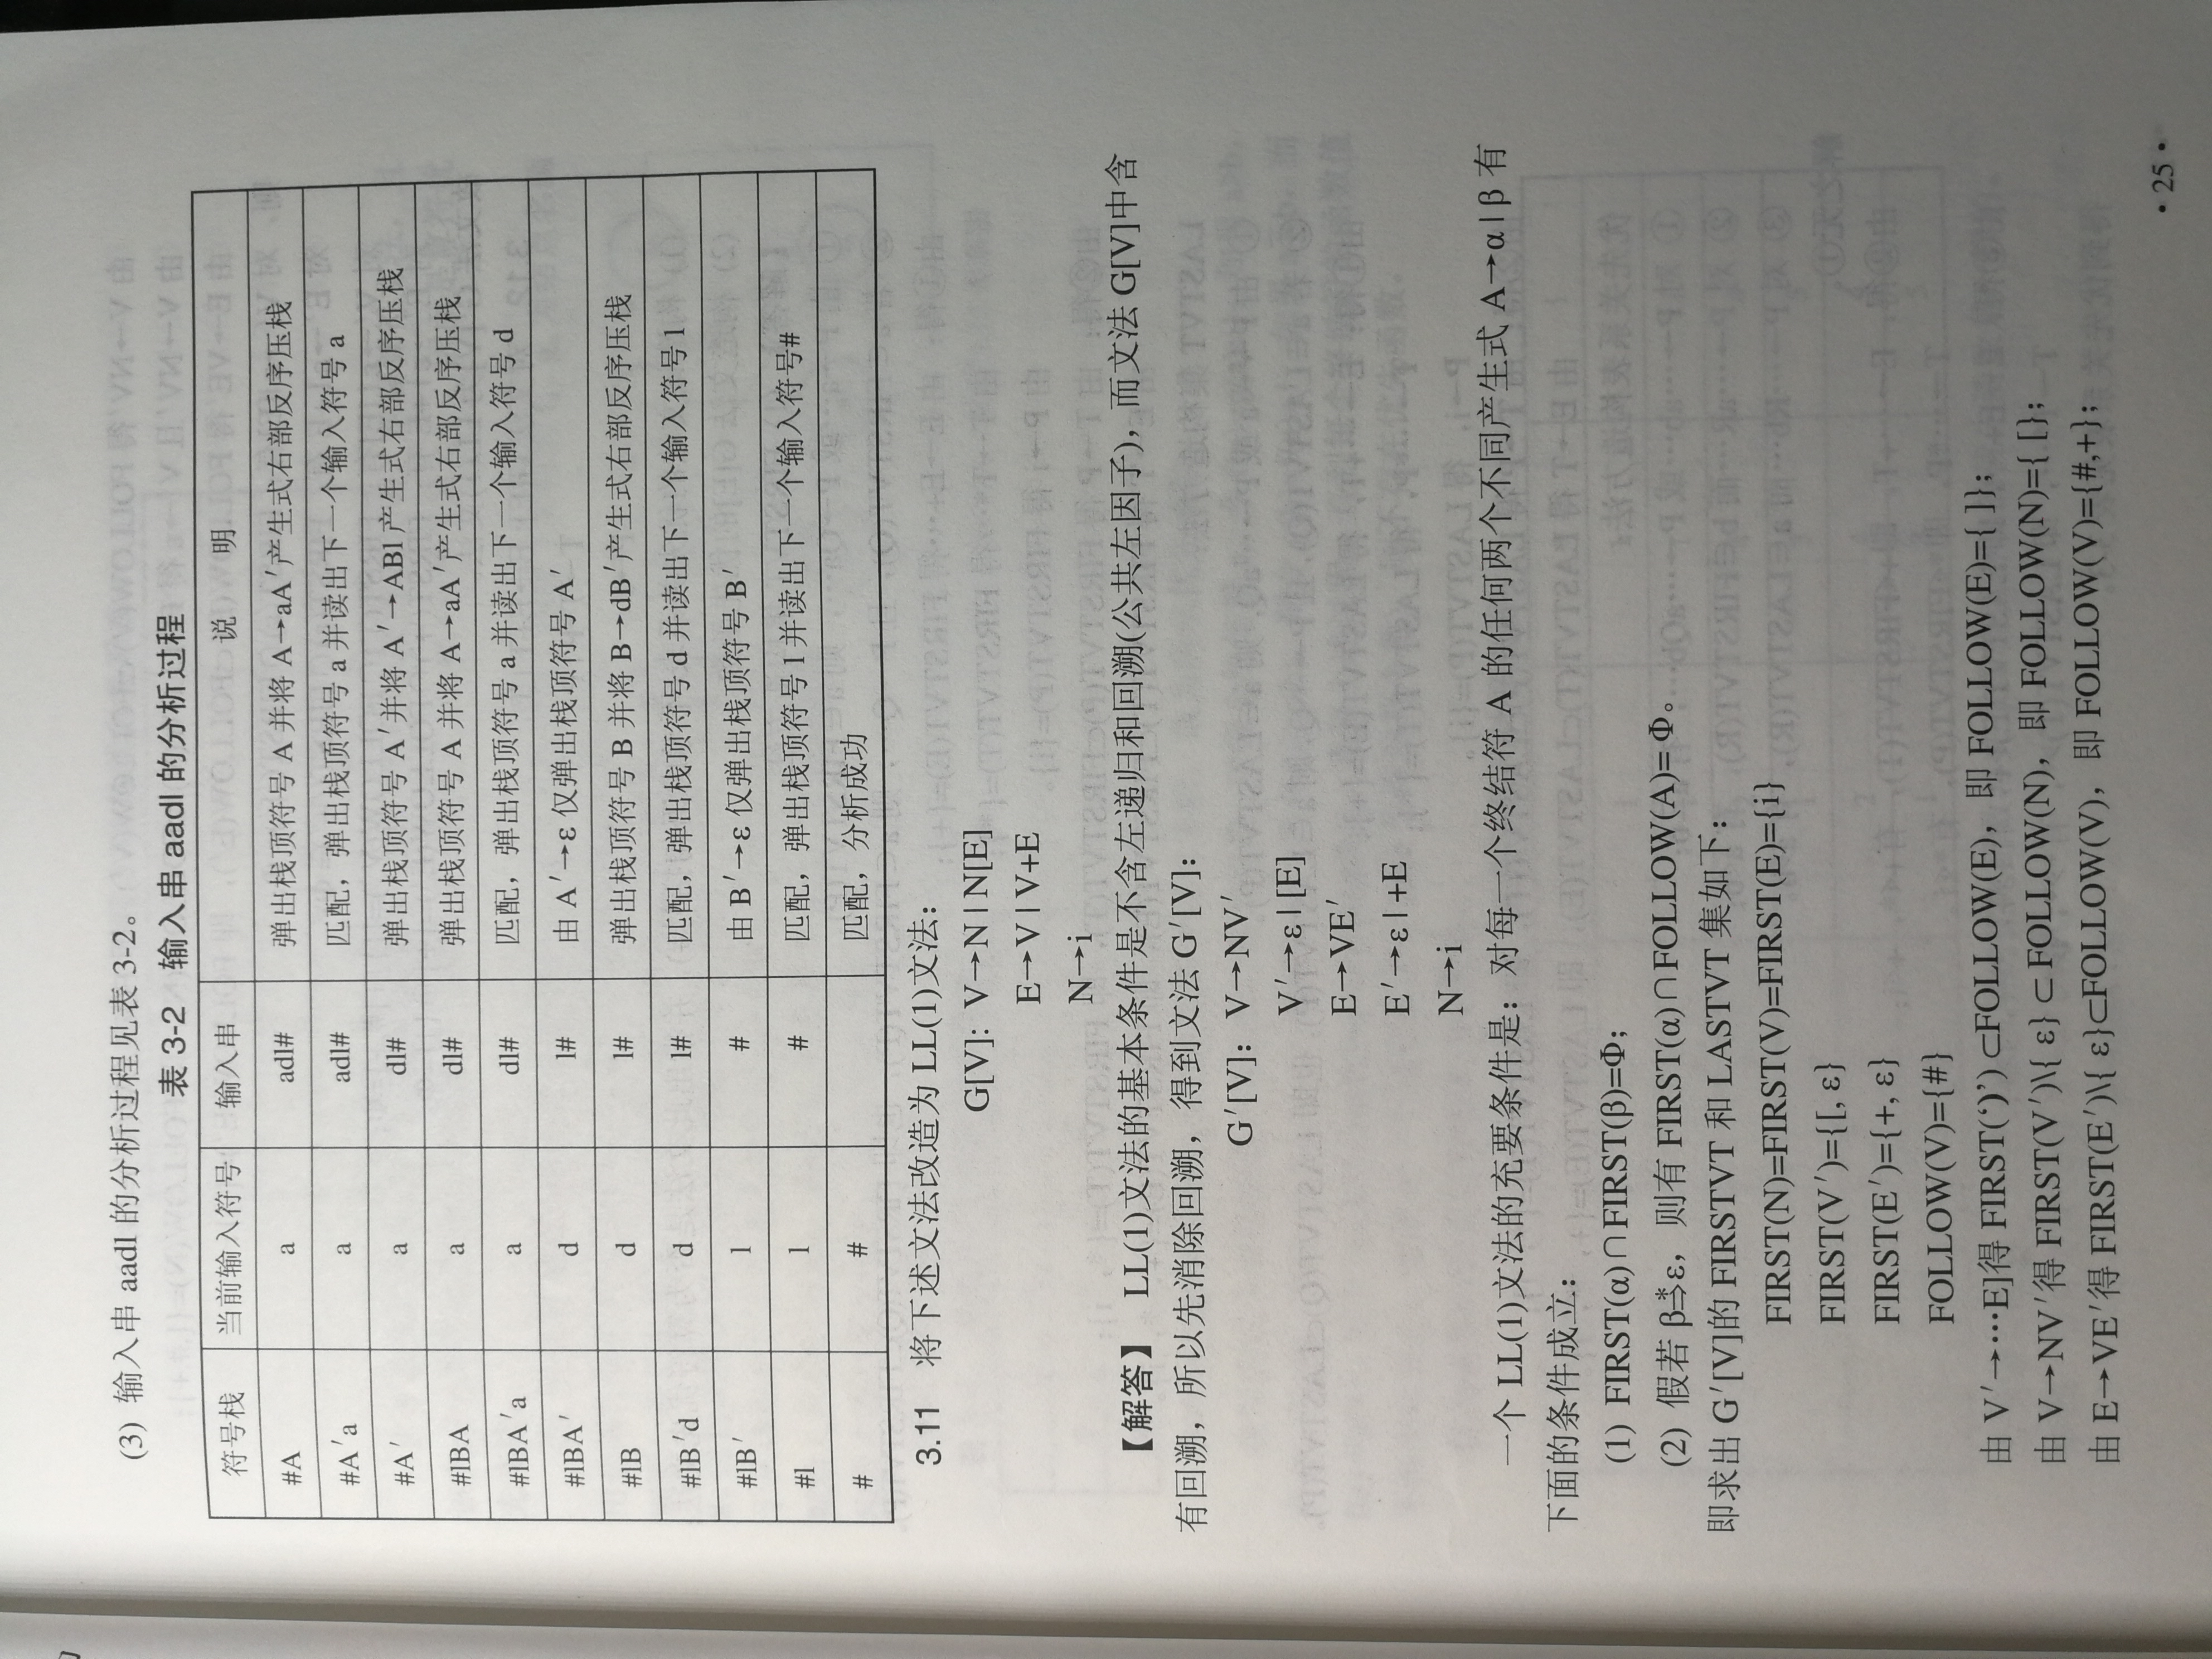 (3) 输入串 aadl 的分析过程见表 3-2。
表 3-2 输入串 aadl 的分析过程
符号栈 当前输入符号 输入串 说明
#A a adl# 弹出栈顶符号 A 并将 A→aA′产生式右部反序压栈
#A′a a adl# 匹配，弹出栈顶符号 a 并读出下一个输入符号 a
#A′ a dl# 弹出栈顶符号 A′并将 A′→ABl 产生式右部反序压栈
#lBA a dl# 弹出栈顶符号 A 并将 A→aA′产生式右部反序压栈
#lBA′a a dl# 匹配，弹出栈顶符号 a 并读出下一个输入符号 d
#lBA′ d l# 由 A′→ε 仅弹出栈顶符号 A′
#lB d l# 弹出栈顶符号 B 并将 B→dB′产生式右部反序压栈
#lB′d d l# 匹配，弹出栈顶符号 d 并读出下一个输入符号 l
#lB′ l # 由 B′→ε 仅弹出栈顶符号 B′
#l l # 匹配，弹出栈顶符号 l 并读出下一个输入符号#
# # 匹配，分析成功
3.11 将下述文法改造为 LL(1)文法：
G[V]: V→N | N[E]
E→V | V+E
N→i
【解答】 LL(1)文法的基本条件是不含左递归和回溯(公共左因子)，而文法 G[V]中含
有回溯，所以先消除回溯，得到文法 G′[V]：
G′[V]: V→NV′
V′→ε | [E]
E→VE′
E′→ε | +E
N→i
一个 LL(1)文法的充要条件是：对每一个终结符 A 的任何两个不同产生式 A→α | β 有
下面的条件成立：
(1) FIRST(α)∩FIRST(β)=Φ；
(2) 假若 β⇒*ε，则有 FIRST(α)∩FOLLOW(A)=Φ。
即求出 G′[V]的 FIRSTVT 和 LASTVT 集如下：
FIRST(N)=FIRST(V)=FIRST(E)={i}
FIRST(V′)={[, ε}
FIRST(E′)={+, ε}
FOLLOW(V)={#}
由 V′→…E]得 FIRST(‘)’) ⊂FOLLOW(E)，即 FOLLOW(E)={ ]}；
由 V→NV′得 FIRST(V′)\{ ε} ⊂ FOLLOW(N)，即 FOLLOW(N)={ [}；
由 E→VE′得 FIRST(E′)\{ ε}⊂FOLLOW(V)，即 FOLLOW(V)={#,+}；
• 25 •